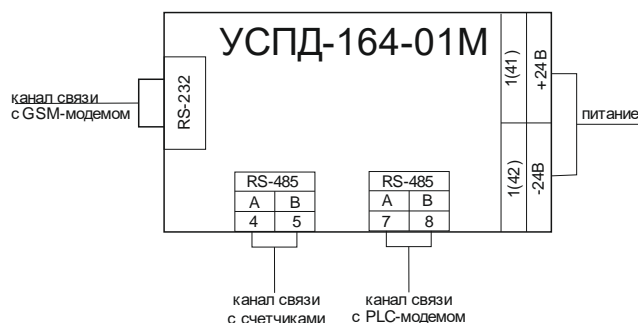 УСПД-164-01М
RS-232
канал связи
с GSM-модемом
1(41)
+24В
1(42)
-24В
питание
RS-485
A B
4 5
RS-485
A B
7 8
канал связи
с счетчиками
канал связи
с PLC-модемом